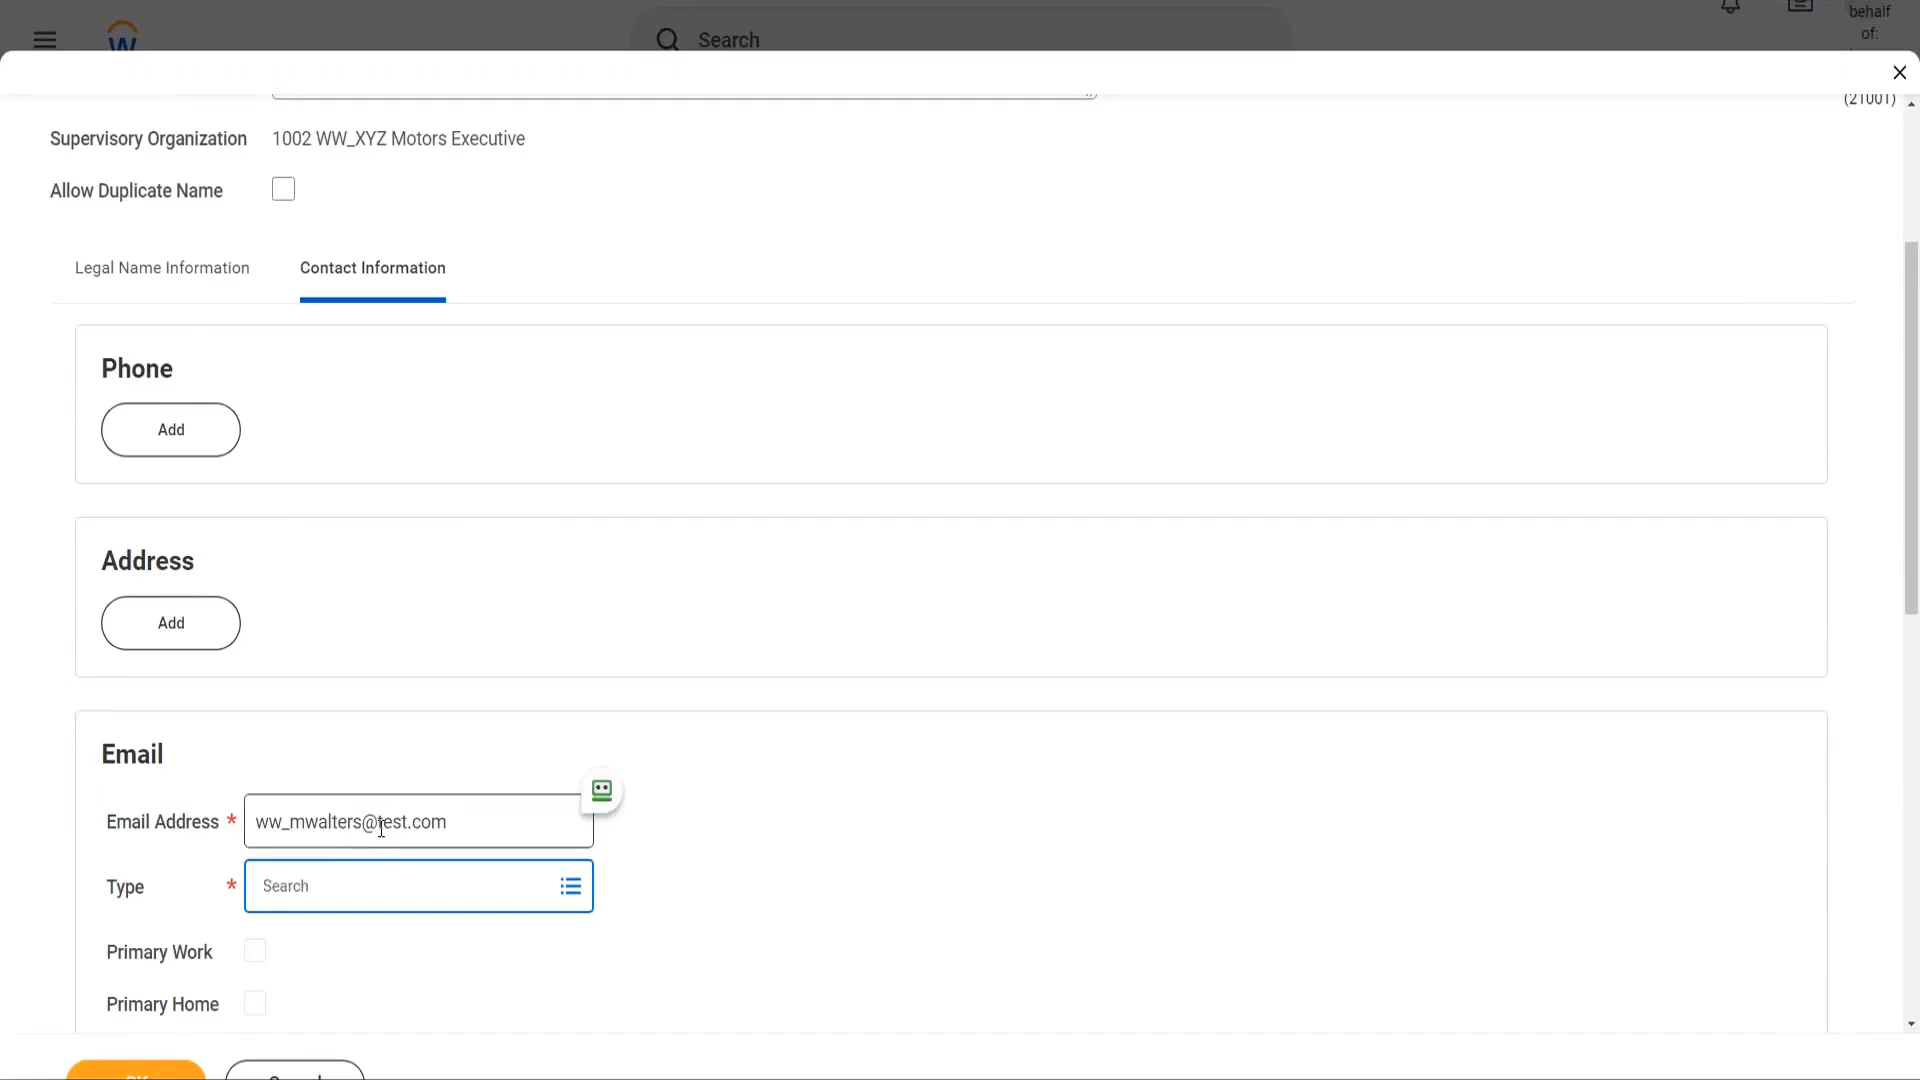 Search
behalf
of:
(21001)
Supervisory Organization 1002 WW_XYZ Motors Executive
Allow Duplicate Name
Legal Name Information Contact Information
Phone
Add
Address
Add
Email
Email Address * ww_mwalters@test.com
Type * Search
Primary Work
Primary Home